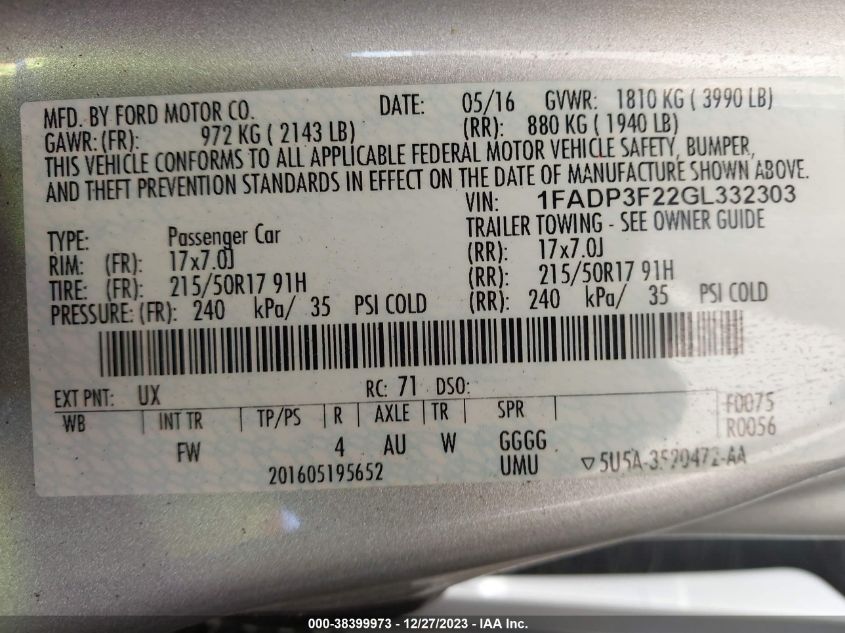 MFD. BY FORD MOTOR CO. DATE: 05/16 GVWR: 1810 KG ( 3990 LB)
GAWR: (FR): 972 KG ( 2143 LB) (RR): 880 KG ( 1940 LB)
THIS VEHICLE CONFORMS TO ALL APPLICABLE FEDERAL MOTOR VEHICLE SAFETY, BUMPER,
AND THEFT PREVENTION STANDARDS IN EFFECT ON THE DATE OF MANUFACTURE SHOWN ABOVE.
VIN: 1FADP3F22GL332303
TYPE: Passenger Car TRAILER TOWING - SEE OWNER GUIDE
RIM: (FR): 17x7.0J (RR): 17x7.0J
TIRE: (FR): 215/50R17 91H (RR): 215/50R17 91H
PRESSURE: (FR): 240 kPa/ 35 PSI COLD (RR): 240 kPa/ 35 PSI COLD
EXT PNT: UX RC: 71 DSO:
WB | INT TR | TP/PS | R | AXLE | TR | SPR | F0075
R0056
FW 4 AU W GGGG
201605195652 UMU ▽5U5A-3520472-AA
000-38399973 - 12/27/2023 - IAA Inc.